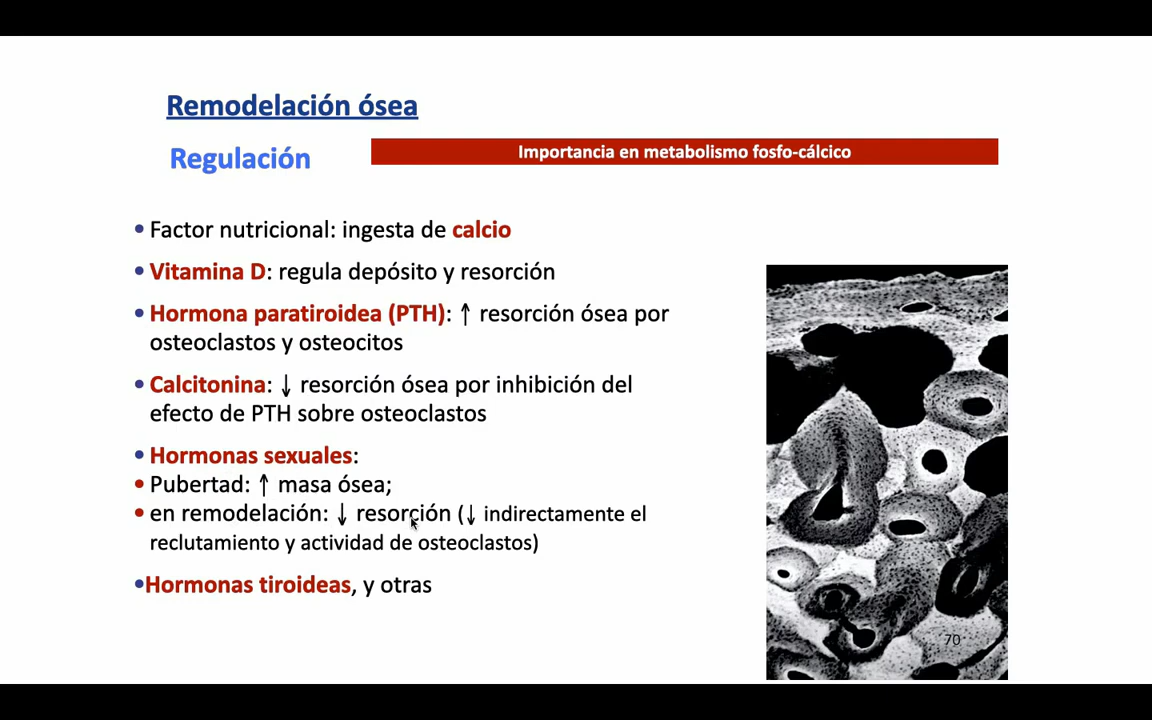 Remodelación ósea
Regulación
Importancia en metabolismo fosfo-cálcico
• Factor nutricional: ingesta de calcio
• Vitamina D: regula depósito y resorción
• Hormona paratiroidea (PTH): ↑ resorción ósea por
osteoclastos y osteocitos
• Calcitonina: ↓ resorción ósea por inhibición del
efecto de PTH sobre osteoclastos
• Hormonas sexuales:
• Pubertad: ↑ masa ósea;
• en remodelación: ↓ resorción (↓ indirectamente el
reclutamiento y actividad de osteoclastos)
•Hormonas tiroideas, y otras
70